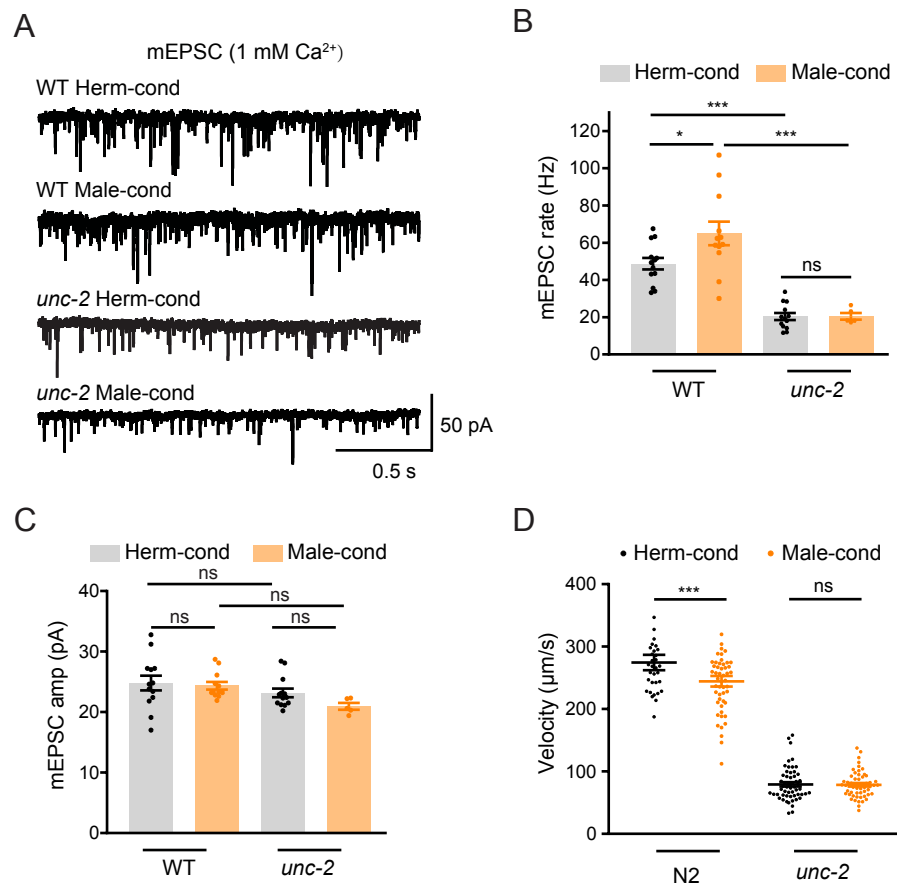 A
mEPSC (1 mM Ca²⁺)
WT Herm-cond
WT Male-cond
unc-2 Herm-cond
unc-2 Male-cond
50 pA
0.5 s
B
Herm-cond Male-cond
***
* ***
ns
mEPSC rate (Hz)
120
100
80
60
40
20
0
WT unc-2
C
Herm-cond Male-cond
ns
ns
ns ns
mEPSC amp (pA)
40
30
20
10
0
WT unc-2
D
Herm-cond Male-cond
*** ns
Velocity (μm/s)
400
300
200
100
0
N2 unc-2